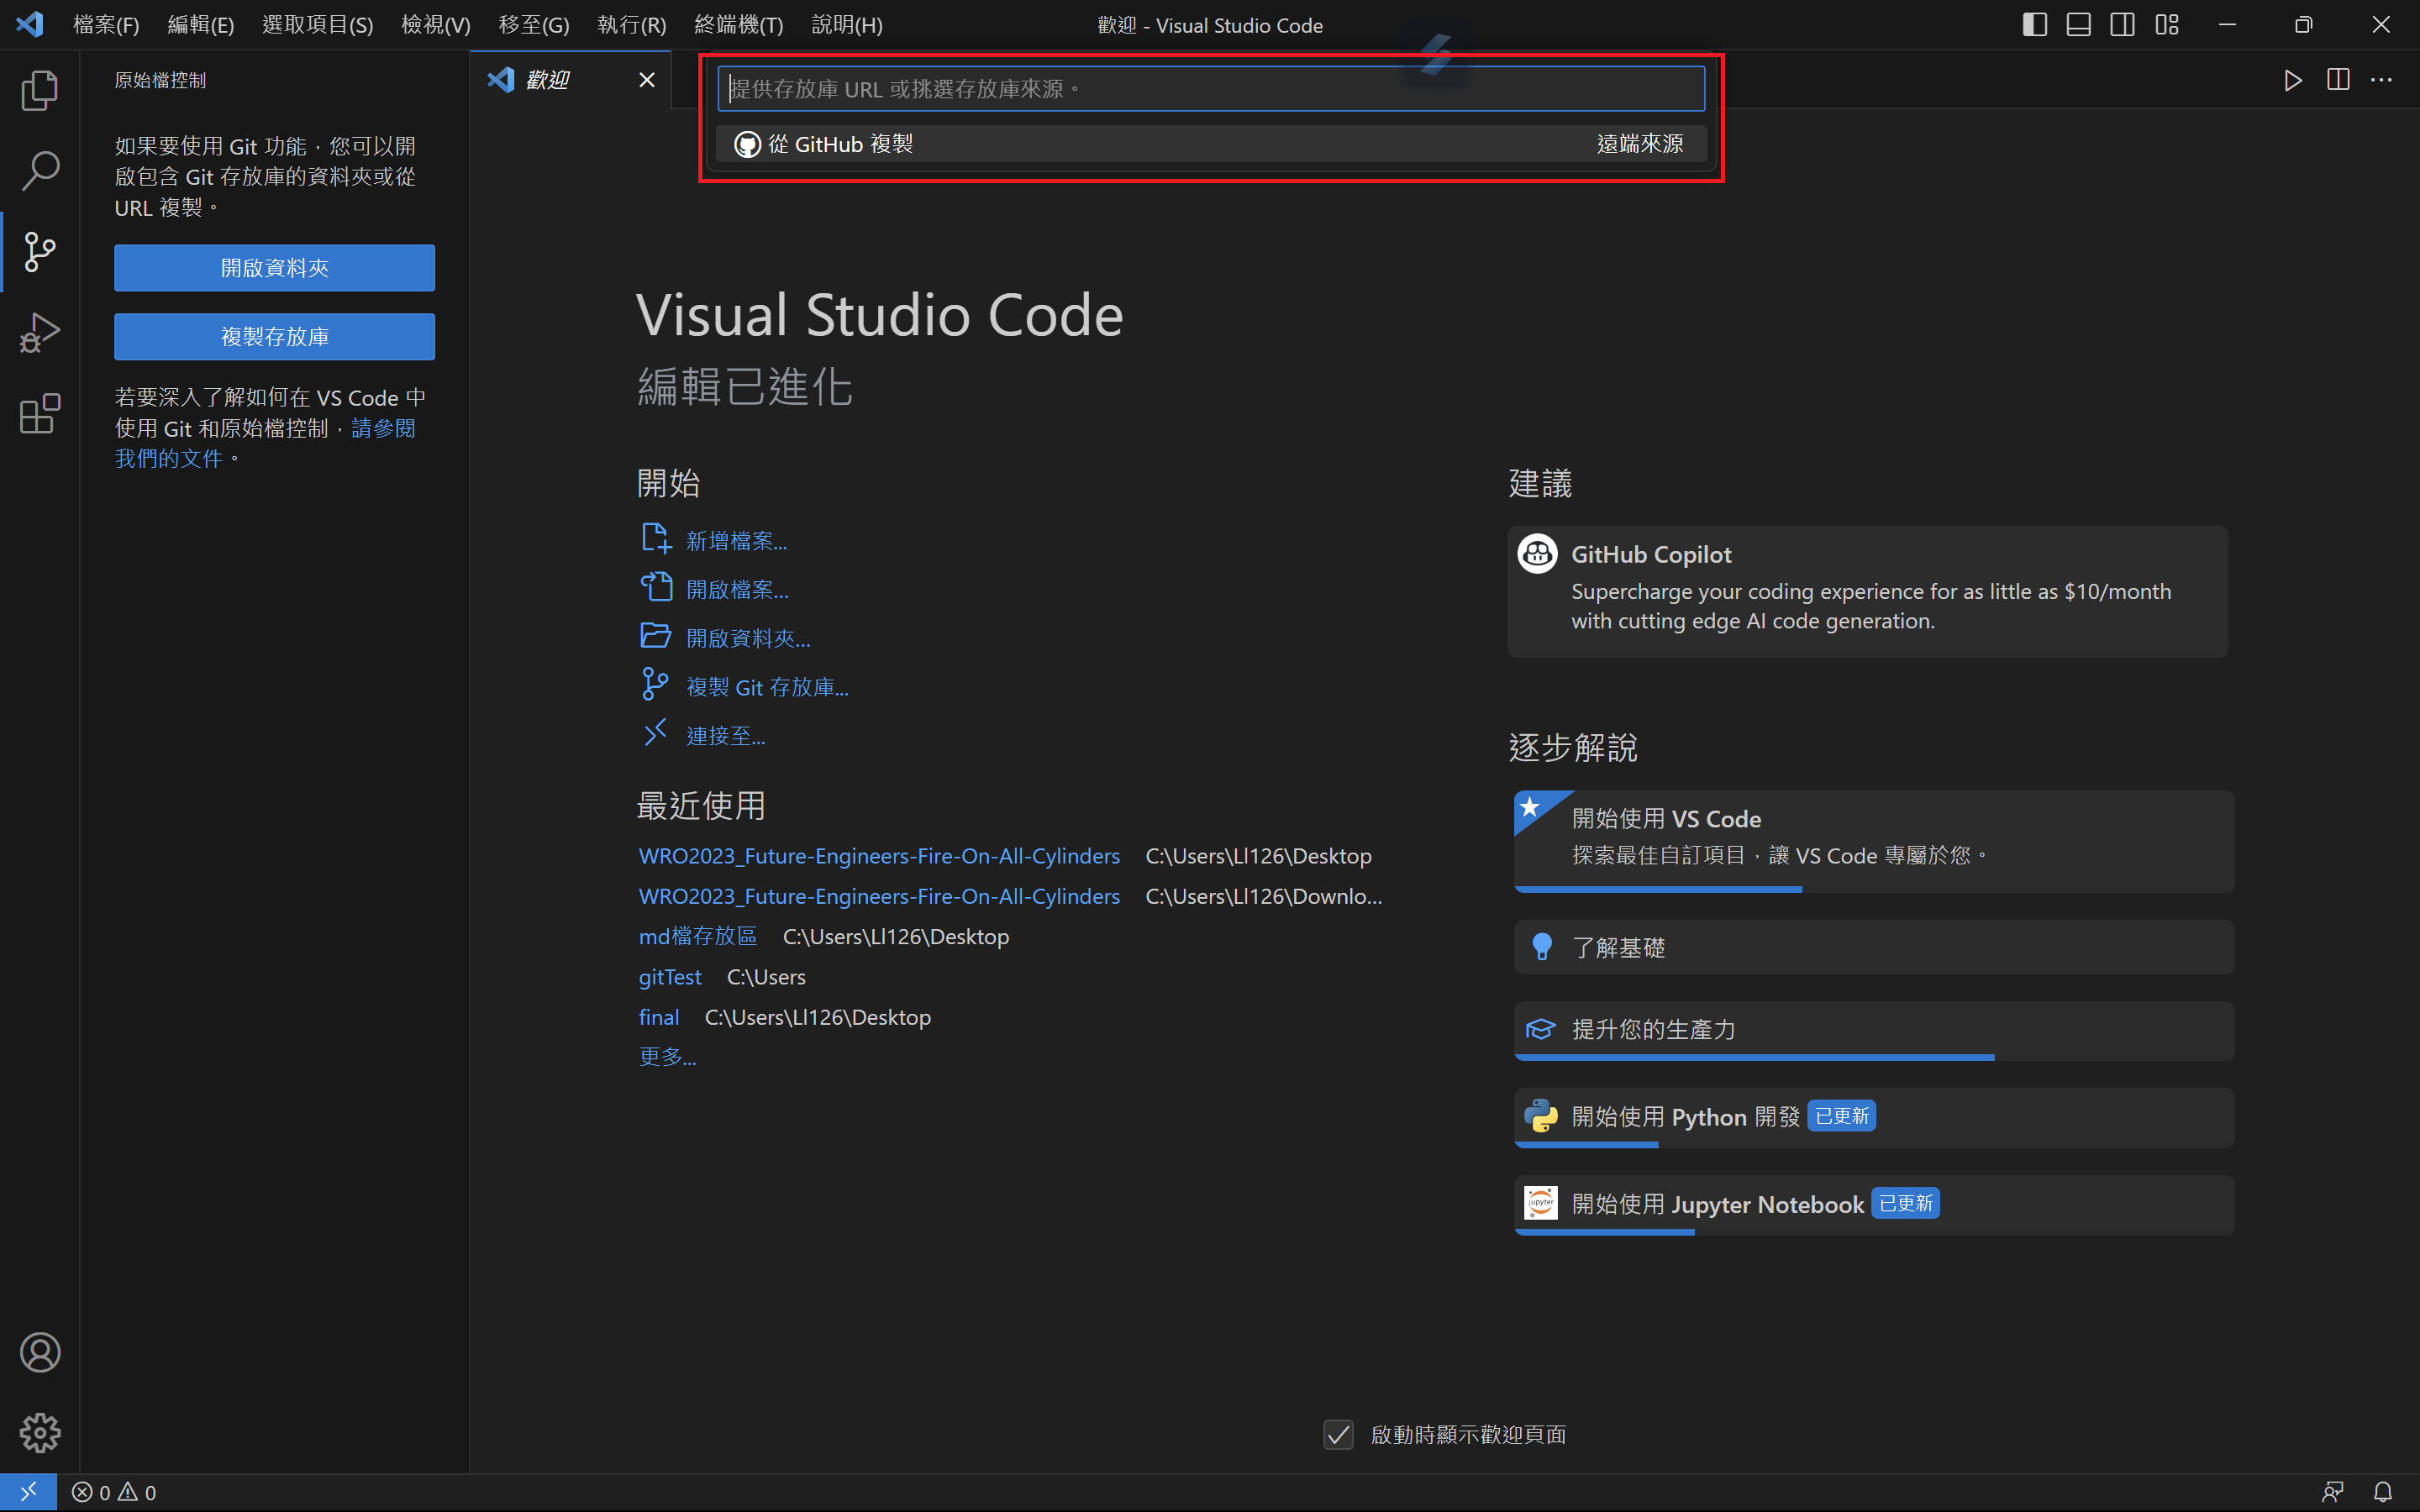 檔案(F) 編輯(E) 選取項目(S) 檢視(V) 移至(G) 執行(R) 終端機(T) 說明(H) 歡迎 - Visual Studio Code
原始檔控制
如果要使用 Git 功能，您可以開
啟包含 Git 存放庫的資料夾或從
URL 複製。
開啟資料夾
複製存放庫
若要深入了解如何在 VS Code 中
使用 Git 和原始檔控制，請參閱
我們的文件。
歡迎
提供存放庫 URL 或挑選存放庫來源。
從 GitHub 複製 遠端來源
Visual Studio Code
編輯已進化
開始
新增檔案...
開啟檔案...
開啟資料夾...
複製 Git 存放庫...
連接至...
最近使用
WRO2023_Future-Engineers-Fire-On-All-Cylinders C:\Users\Ll126\Desktop
WRO2023_Future-Engineers-Fire-On-All-Cylinders C:\Users\Ll126\Downlo...
md檔存放區 C:\Users\Ll126\Desktop
gitTest C:\Users
final C:\Users\Ll126\Desktop
更多...
建議
GitHub Copilot
Supercharge your coding experience for as little as $10/month
with cutting edge AI code generation.
逐步解說
開始使用 VS Code
探索最佳自訂項目，讓 VS Code 專屬於您。
了解基礎
提升您的生產力
開始使用 Python 開發 已更新
jupyter
開始使用 Jupyter Notebook 已更新
啟動時顯示歡迎頁面
0 0